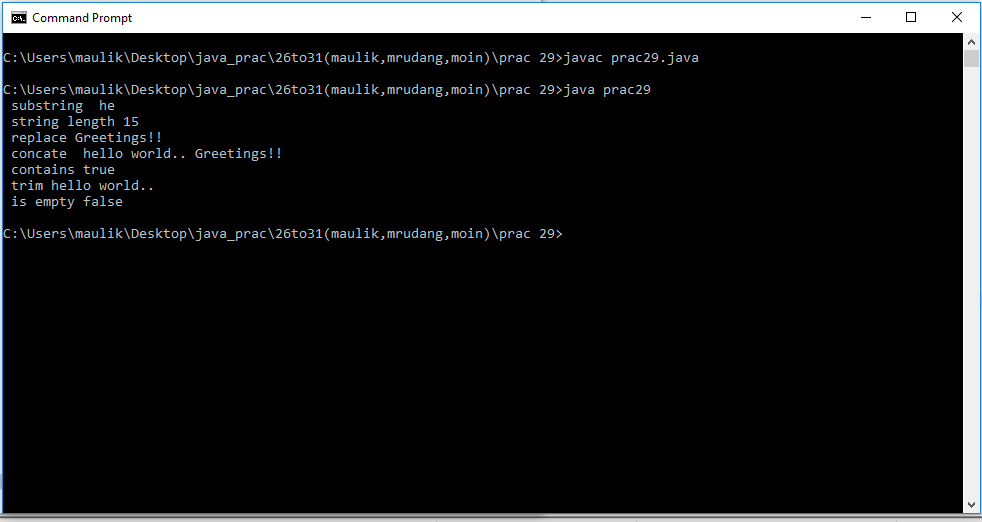 Command Prompt
C:\Users\maulik\Desktop\java_prac\26to31(maulik,mrudang,moin)\prac 29>javac prac29.java
C:\Users\maulik\Desktop\java_prac\26to31(maulik,mrudang,moin)\prac 29>java prac29
 substring  he
 string length 15
 replace Greetings!!
 concate  hello world.. Greetings!!
 contains true
 trim hello world..
 is empty false
C:\Users\maulik\Desktop\java_prac\26to31(maulik,mrudang,moin)\prac 29>